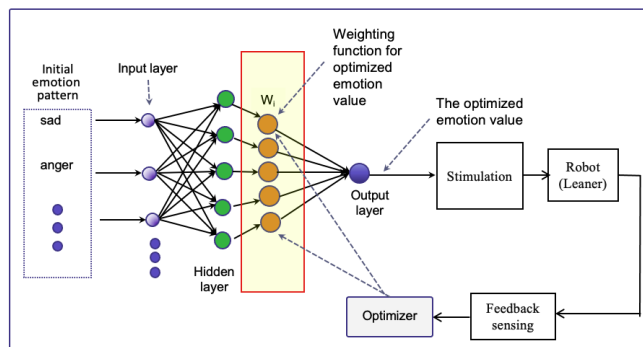 Initial
emotion
pattern
sad
anger
Input layer
Hidden
layer
Wi
Weighting
function for
optimized
emotion
value
The optimized
emotion value
Output
layer
Stimulation
Robot
(Leaner)
Feedback
sensing
Optimizer